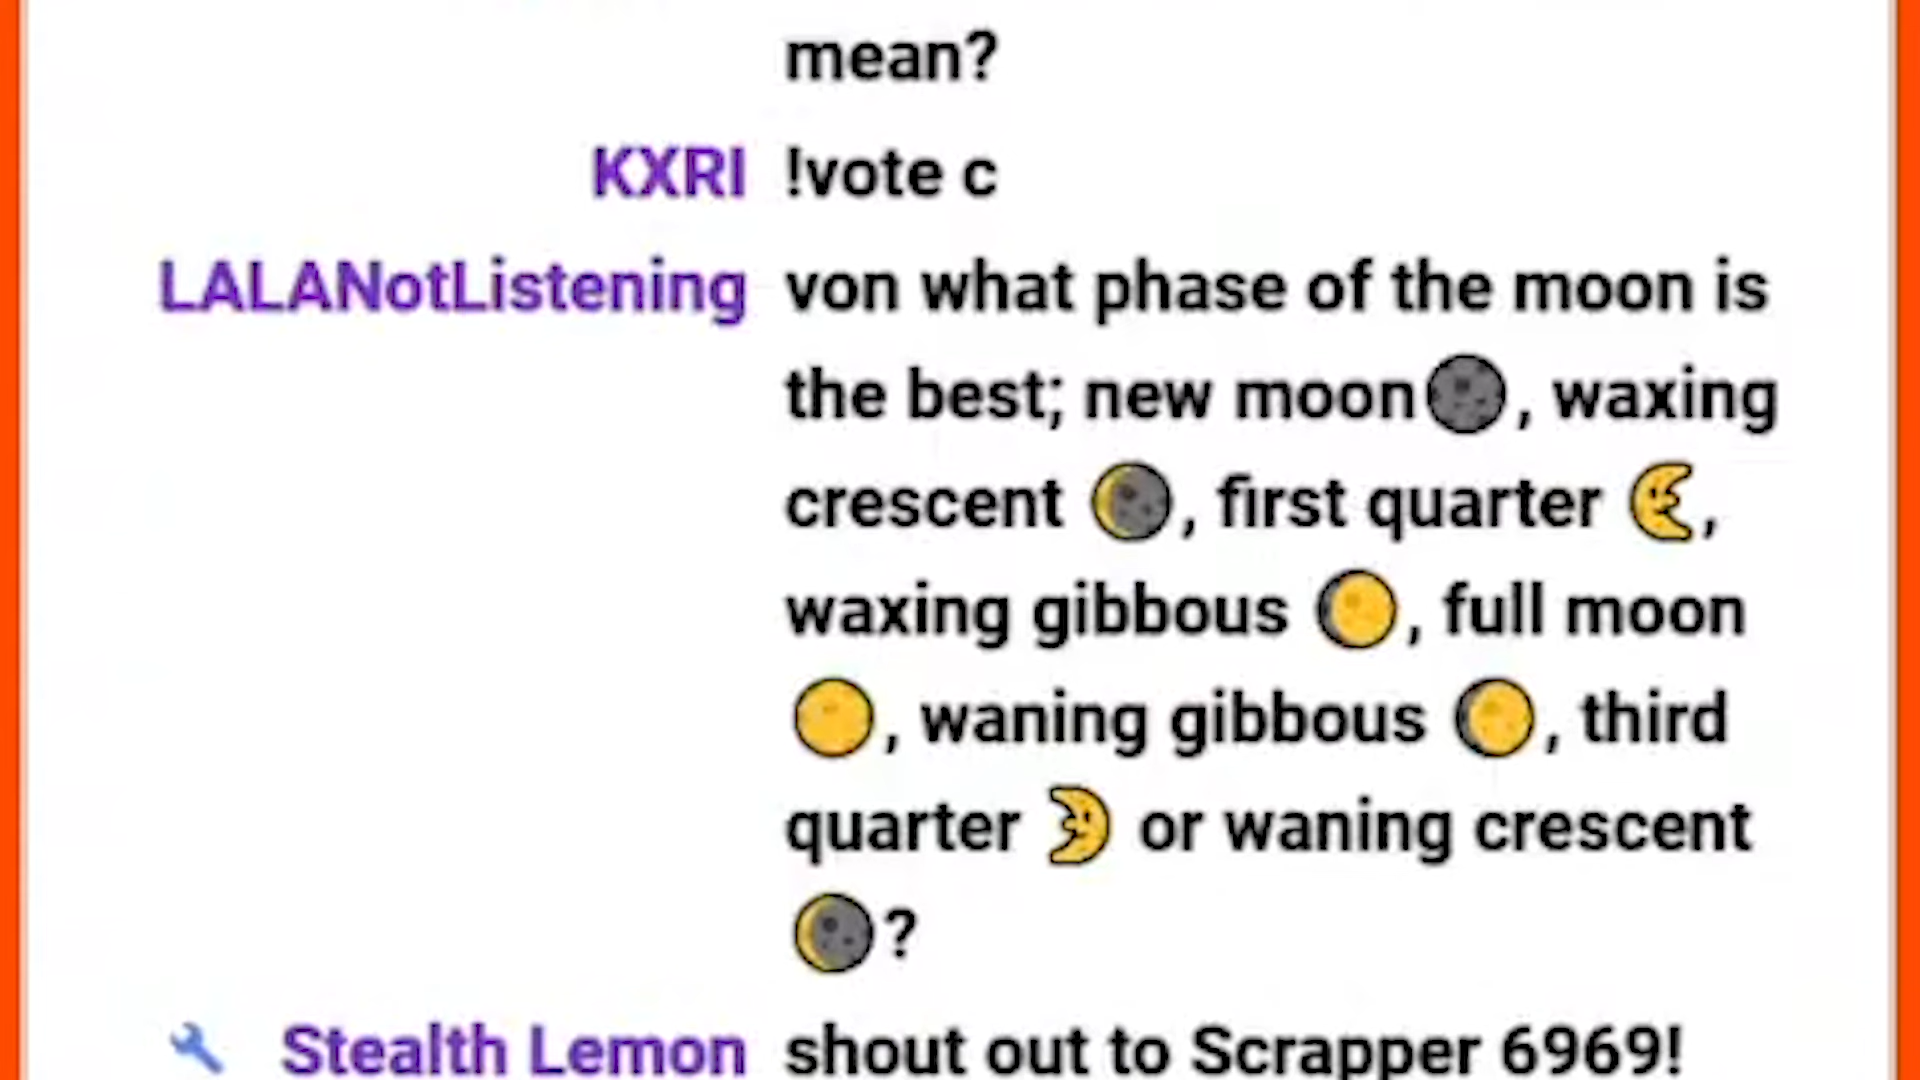 mean?
KXRI !vote c
LALANotListening von what phase of the moon is
the best; new moon🌑, waxing
crescent 🌘, first quarter 🌜,
waxing gibbous 🌔, full moon
🌕, waning gibbous 🌔, third
quarter 🌛 or waning crescent
🌘?
Stealth Lemon shout out to Scrapper 6969!